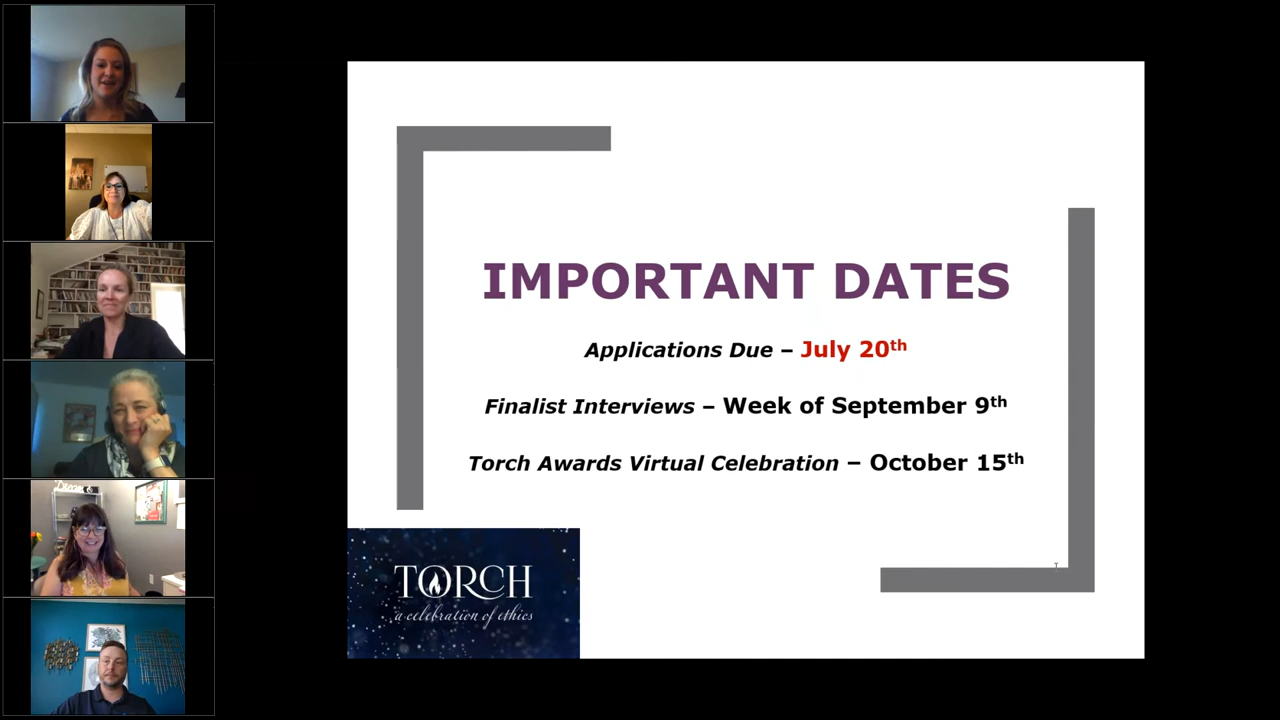 IMPORTANT DATES
Applications Due – July 20th
Finalist Interviews – Week of September 9th
Torch Awards Virtual Celebration – October 15th
TORCH
a celebration of ethics